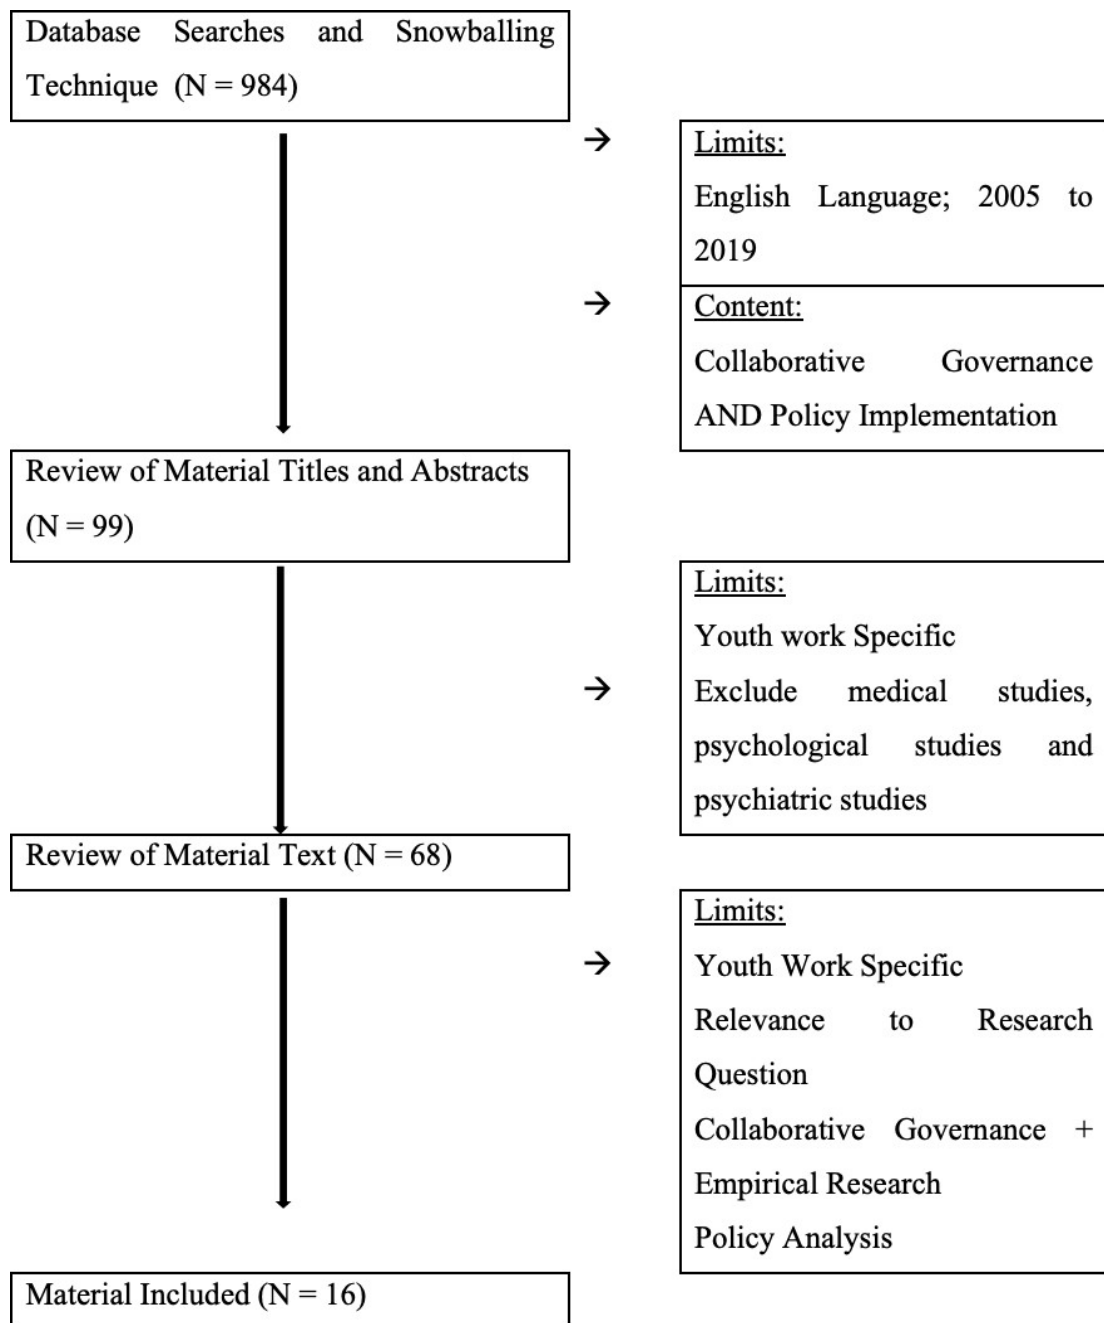 Database Searches and Snowballing
Technique (N = 984)
→
Limits:
English Language; 2005 to
2019
→
Content:
Collaborative Governance
AND Policy Implementation
Review of Material Titles and Abstracts
(N = 99)
Limits:
Youth work Specific
→
Exclude medical studies,
psychological studies and
psychiatric studies
Review of Material Text (N = 68)
Limits:
→
Youth Work Specific
Relevance to Research
Question
Collaborative Governance +
Empirical Research
Policy Analysis
Material Included (N = 16)